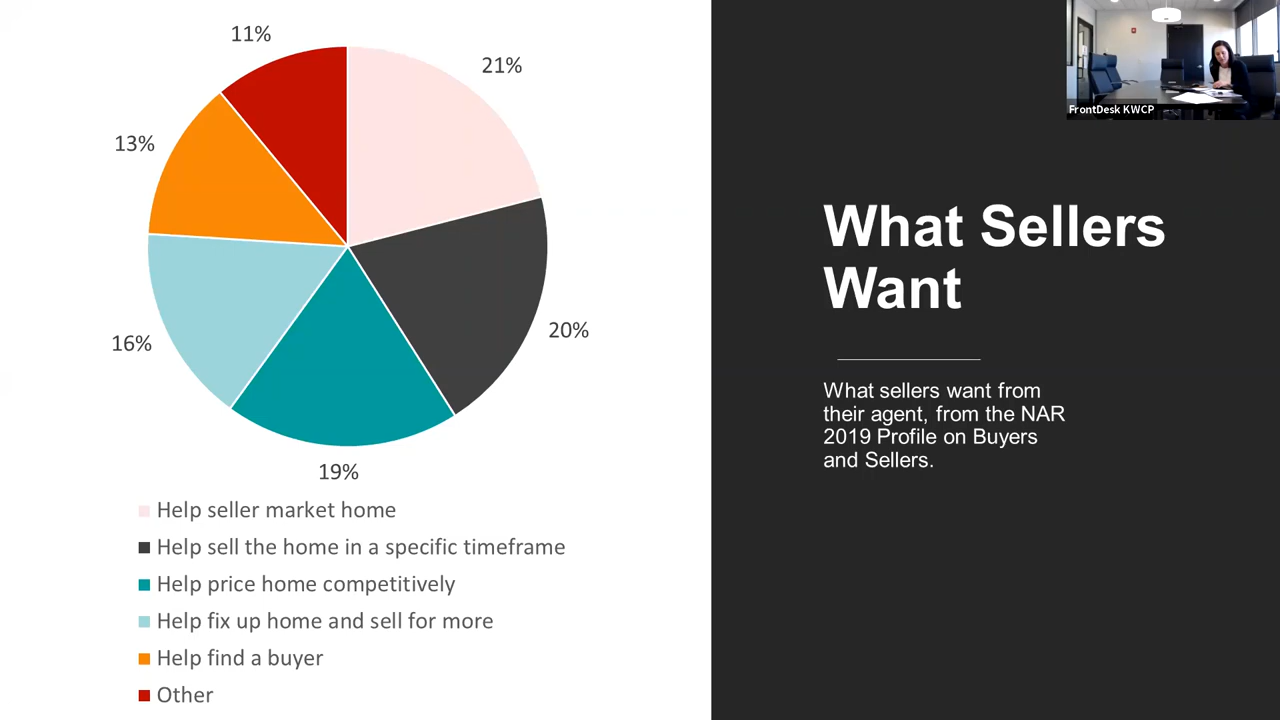 11%
21%
13%
20%
16%
19%
Help seller market home
Help sell the home in a specific timeframe
Help price home competitively
Help fix up home and sell for more
Help find a buyer
Other
FrontDesk KWCP
What Sellers
Want
What sellers want from
their agent, from the NAR
2019 Profile on Buyers
and Sellers.